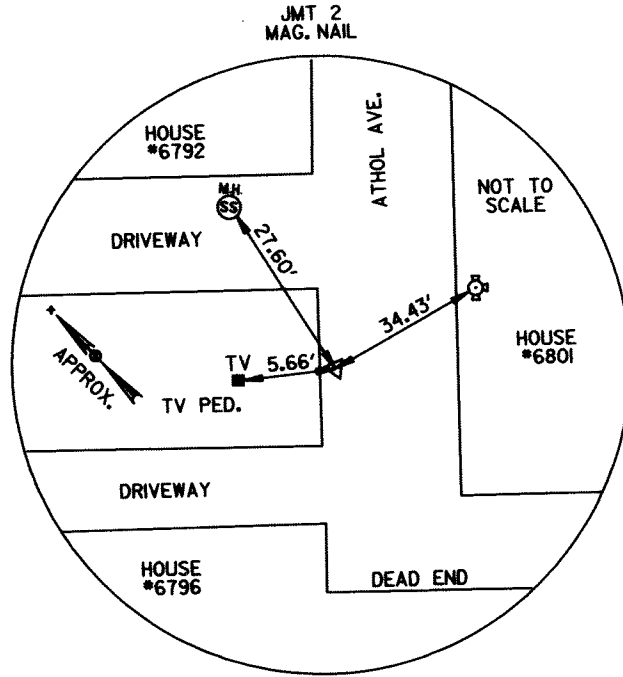 JMT 2
MAG. NAIL
HOUSE
#6792
ATHOL AVE.
NOT TO
SCALE
M.H.
SS
DRIVEWAY
27.60'
34.43'
HOUSE
#6801
TV
5.66'
APPROX.
TV PED.
DRIVEWAY
HOUSE
#6796
DEAD END